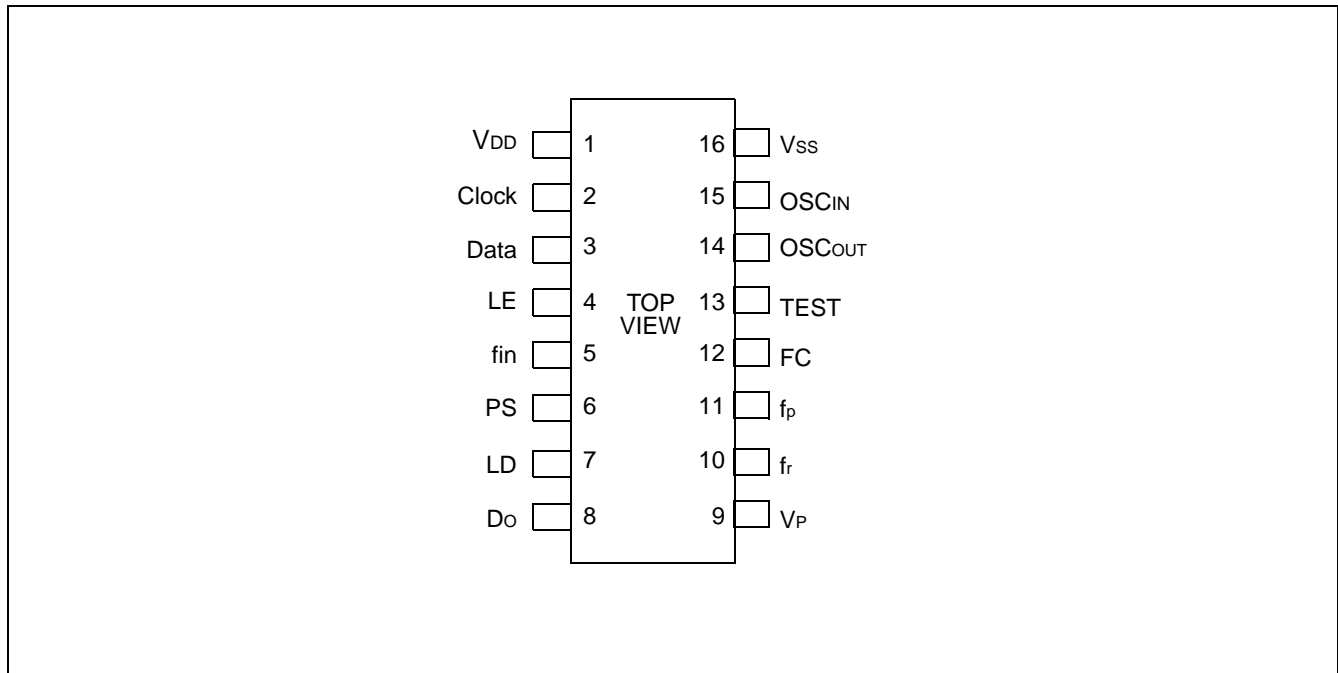 VDD 1 16 VSS
Clock 2 15 OSCIN
Data 3 14 OSCOUT
LE 4 TOP VIEW 13 TEST
fin 5 12 FC
PS 6 11 fp
LD 7 10 fr
DO 8 9 VP